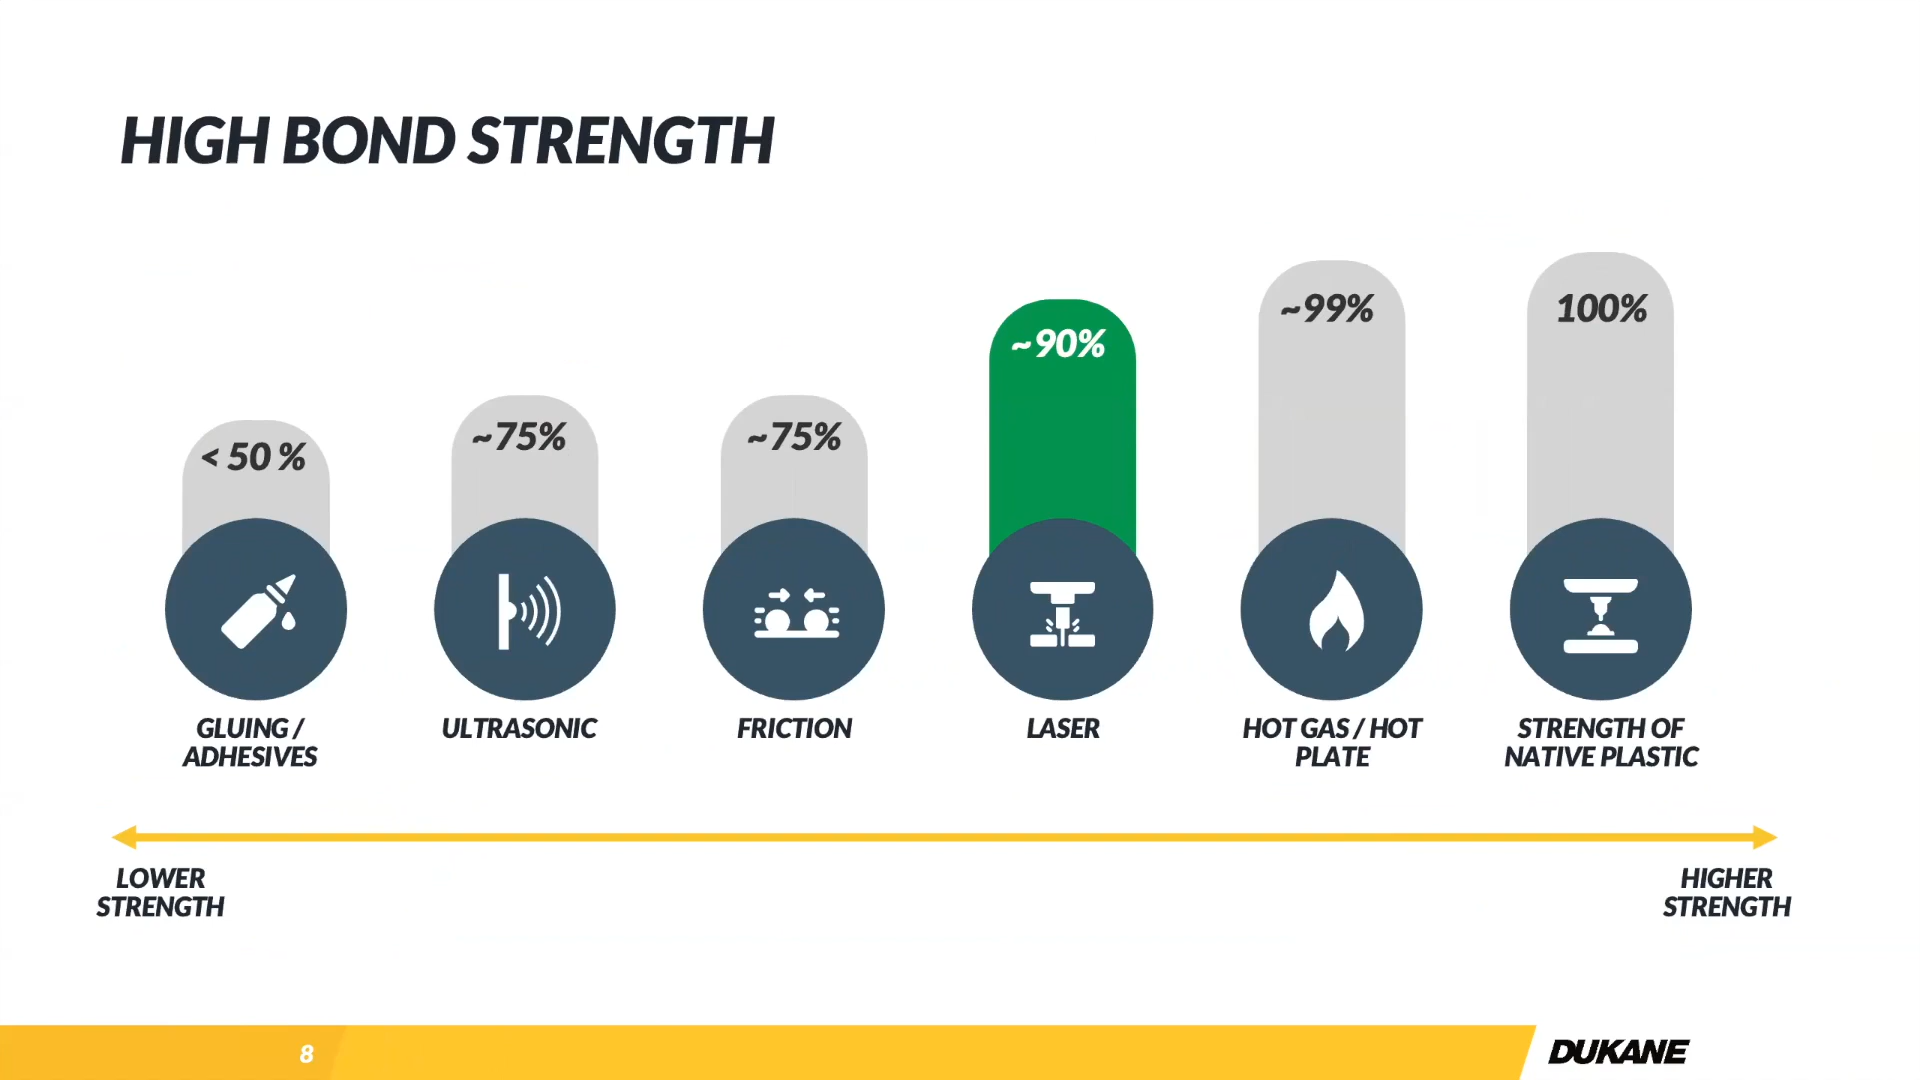 HIGH BOND STRENGTH
< 50 %
~75%
~75%
~90%
~99%
100%
GLUING /
ADHESIVES
ULTRASONIC
FRICTION
LASER
HOT GAS / HOT
PLATE
STRENGTH OF
NATIVE PLASTIC
LOWER
STRENGTH
HIGHER
STRENGTH
8
DUKANE